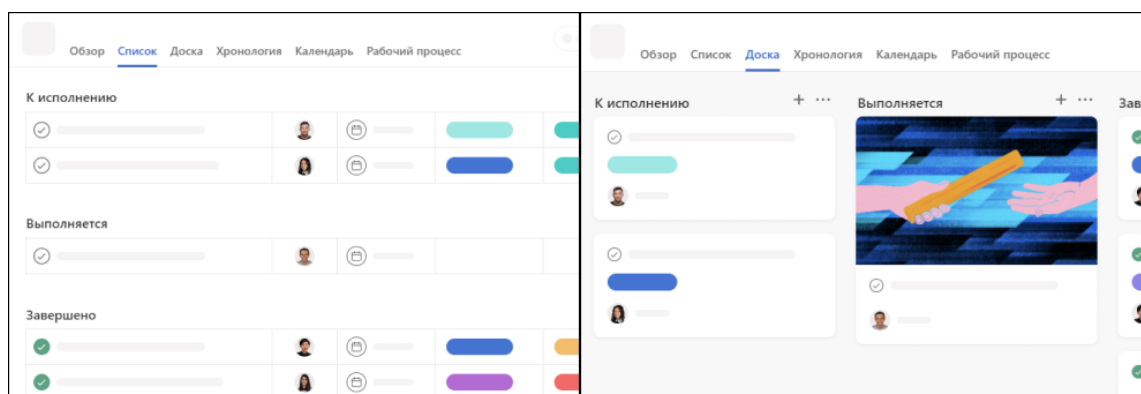 Обзор Список Доска Хронология Календарь Рабочий процесс
К исполнению
Выполняется
Завершено
Обзор Список Доска Хронология Календарь Рабочий процесс
К исполнению + ··· Выполняется + ··· Зав